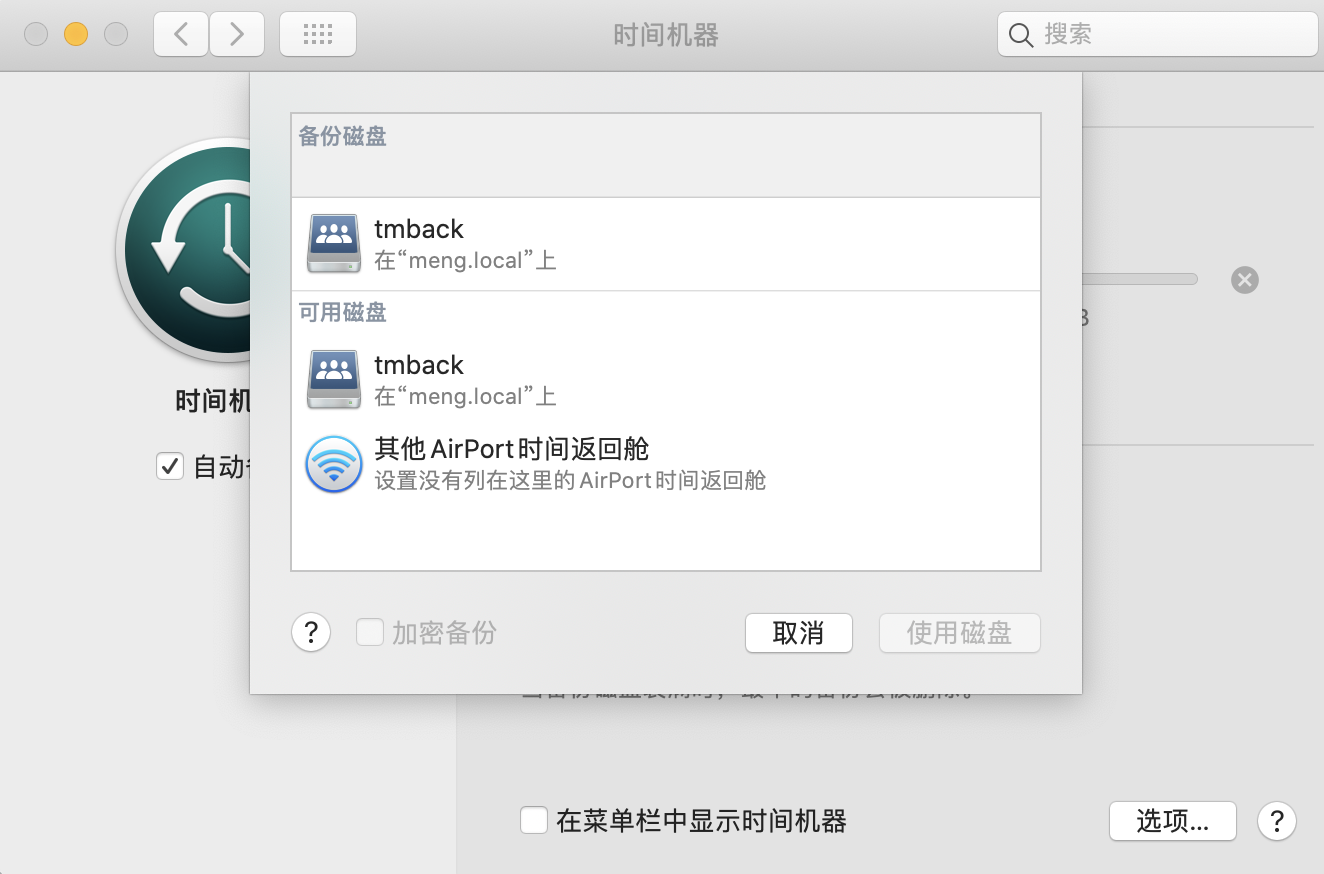 时间机器
搜索
备份磁盘
tmback
在“meng.local”上
可用磁盘
tmback
在“meng.local”上
其他 AirPort 时间返回舱
设置没有列在这里的 AirPort 时间返回舱
时间机
自动
?
加密备份
取消
使用磁盘
在菜单栏中显示时间机器
选项...
?